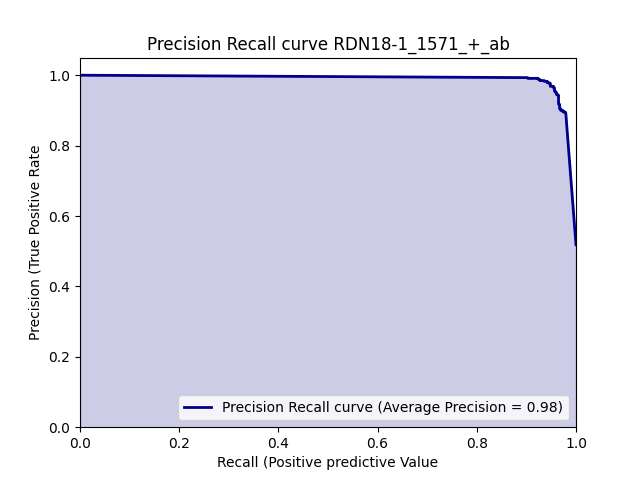 Precision Recall curve RDN18-1_1571_+_ab
Precision (True Positive Rate
1.0
0.8
0.6
0.4
0.2
0.0
Precision Recall curve (Average Precision = 0.98)
0.0 0.2 0.4 0.6 0.8 1.0
Recall (Positive predictive Value